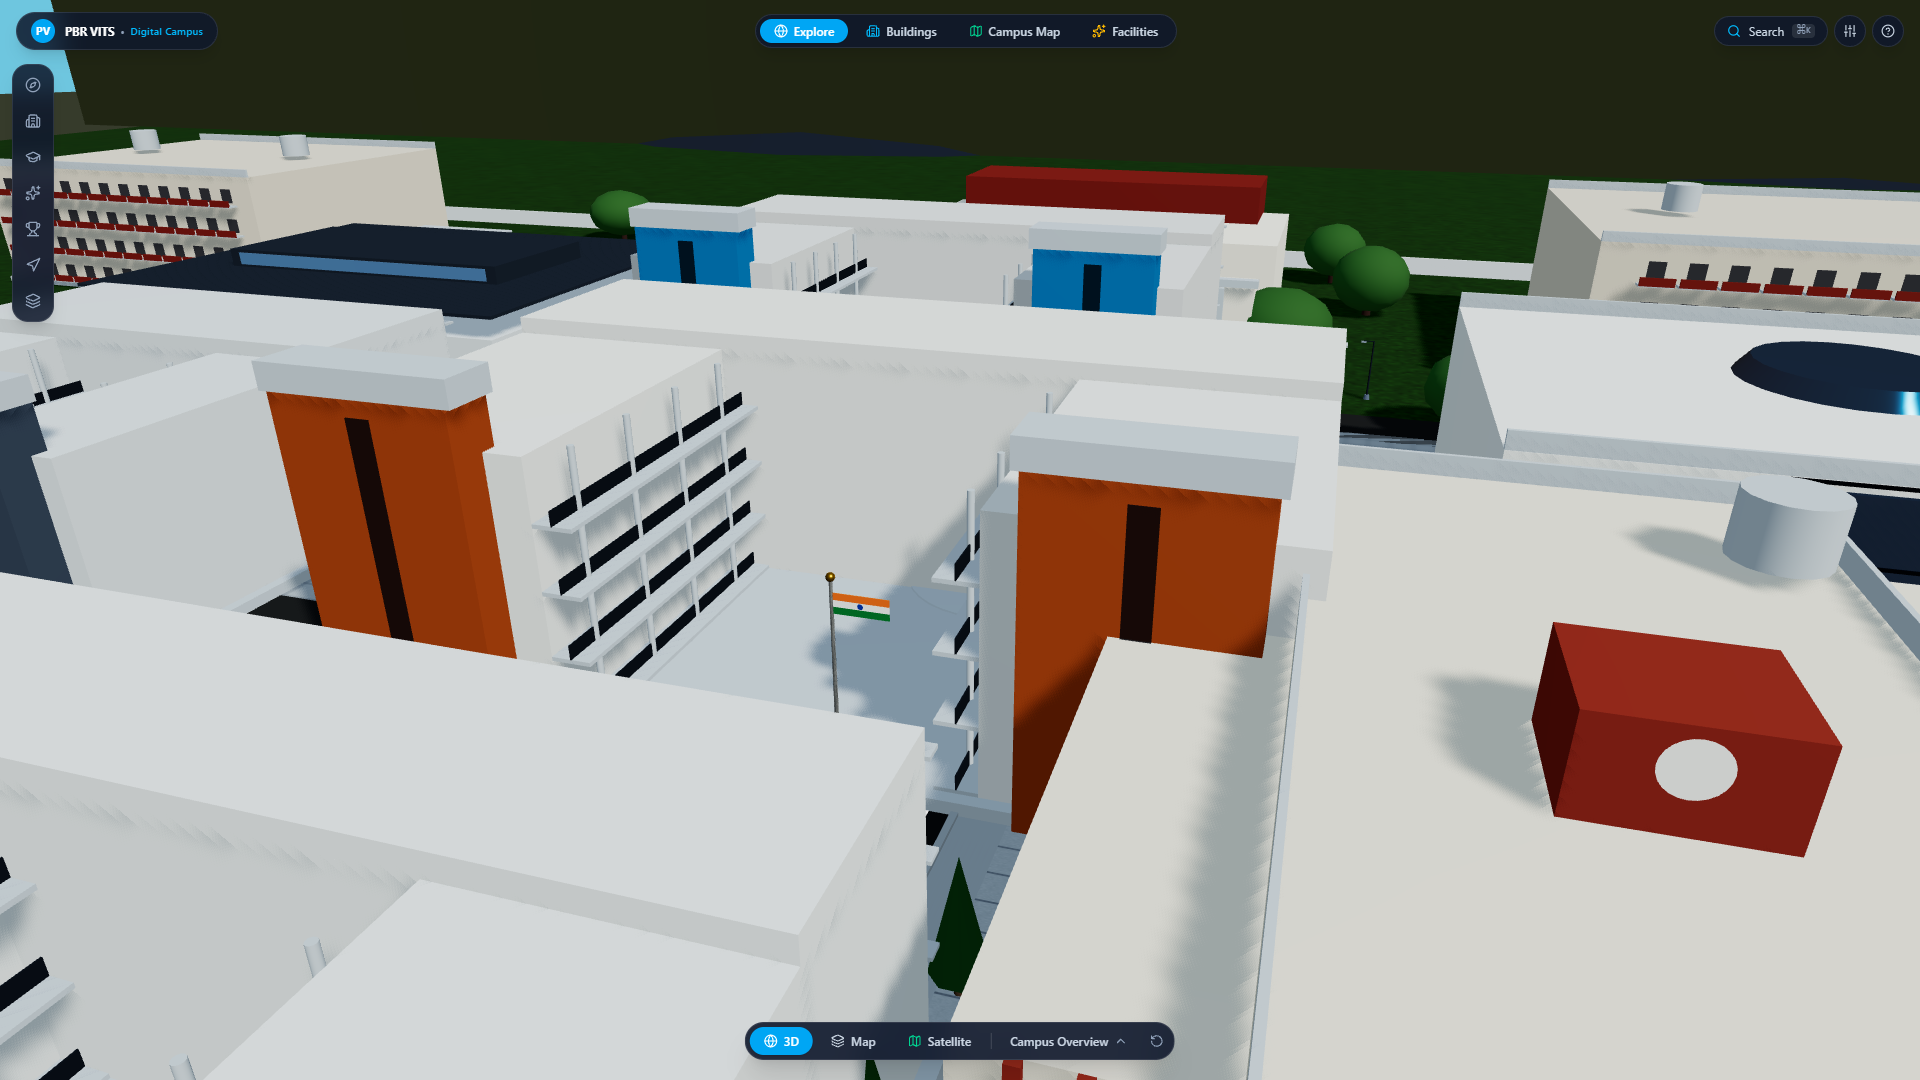 PV PBR VITS • Digital Campus
Explore Buildings Campus Map Facilities
Search ⌘K
3D Map Satellite Campus Overview